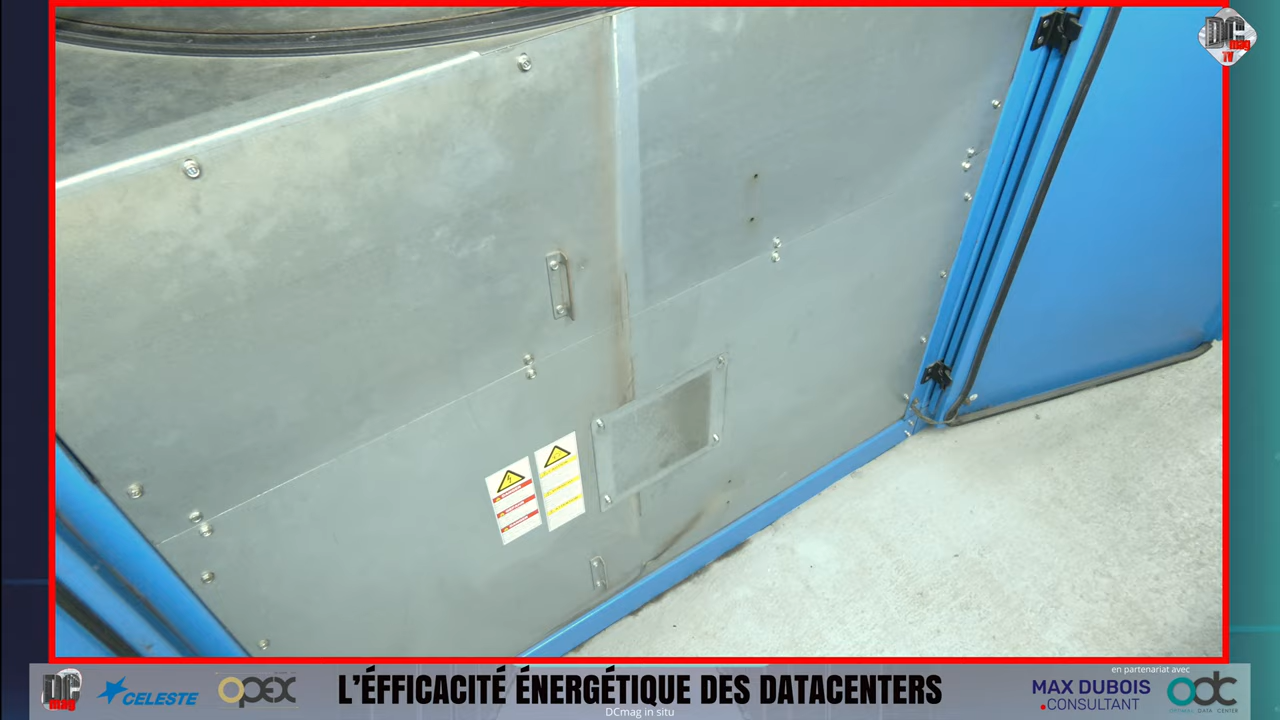 DC
mag
TV
DC
mag
CELESTE
OPEX
L'ÉFFICACITÉ ÉNERGÉTIQUE DES DATACENTERS
DCmag in situ
MAX DUBOIS
.CONSULTANT
en partenariat avec
odc